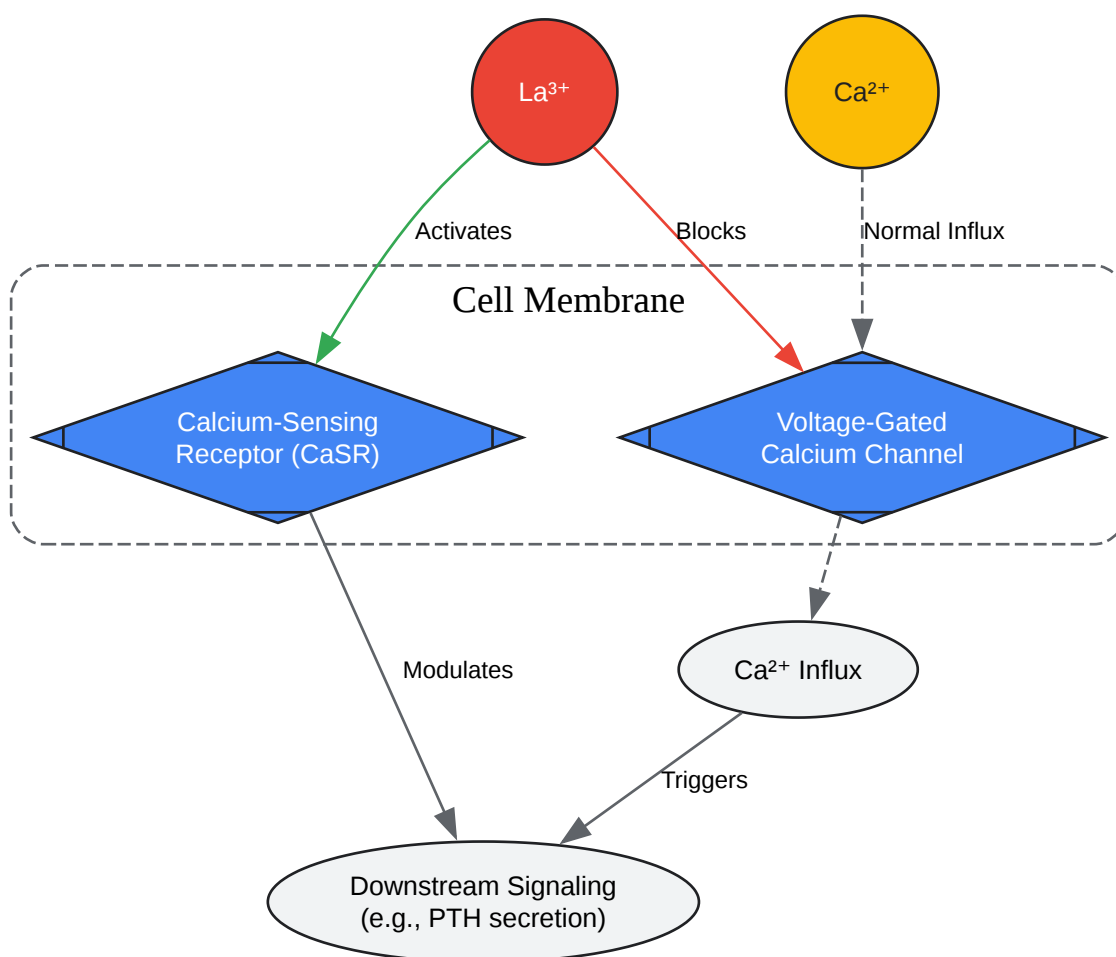 La³⁺
Ca²⁺
Activates
Blocks
Normal Influx
Cell Membrane
Calcium-Sensing
Receptor (CaSR)
Voltage-Gated
Calcium Channel
Modulates
Ca²⁺ Influx
Triggers
Downstream Signaling
(e.g., PTH secretion)